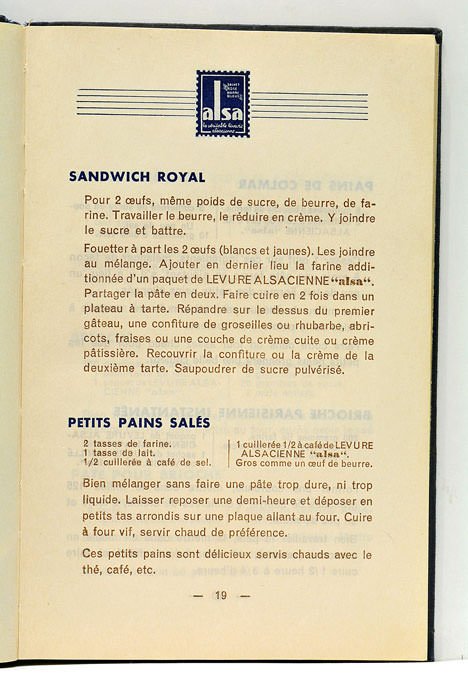 alsa
SANDWICH ROYAL
Pour 2 œufs, même poids de sucre, de beurre, de fa-
rine. Travailler le beurre, le réduire en crème. Y joindre
le sucre et battre.
Fouetter à part les 2 œufs (blancs et jaunes). Les joindre
au mélange. Ajouter en dernier lieu la farine addi-
tionnée d'un paquet de LEVURE ALSACIENNE "alsa".
Partager la pâte en deux. Faire cuire en 2 fois dans un
plateau à tarte. Répandre sur le dessus du premier
gâteau, une confiture de groseilles ou rhubarbe, abri-
cots, fraises ou une couche de crème cuite ou crème
pâtissière. Recouvrir la confiture ou la crème de la
deuxième tarte. Saupoudrer de sucre pulvérisé.
PETITS PAINS SALÉS
2 tasses de farine.
1 tasse de lait.
1/2 cuillerée à café de sel.
1 cuillerée 1/2 à café de LEVURE
ALSACIENNE "alsa".
Gros comme un œuf de beurre.
Bien mélanger sans faire une pâte trop dure, ni trop
liquide. Laisser reposer une demi-heure et déposer en
petits tas arrondis sur une plaque allant au four. Cuire
à four vif, servir chaud de préférence.
Ces petits pains sont délicieux servis chauds avec le
thé, café, etc.
— 19 —